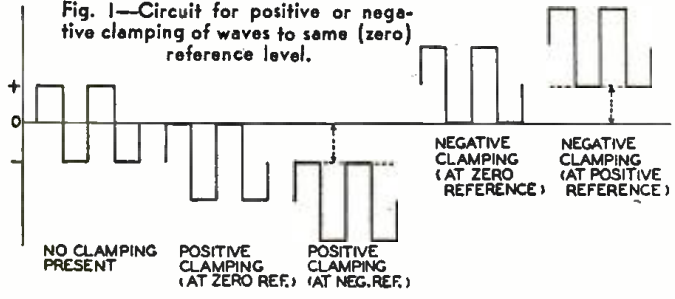 Fig. 1—Circuit for positive or nega-
tive clamping of waves to same (zero)
reference level.
+
0
−
NO CLAMPING
PRESENT
POSITIVE
CLAMPING
(AT ZERO REF.)
POSITIVE
CLAMPING
(AT NEG.REF.)
NEGATIVE
CLAMPING
(AT ZERO
REFERENCE)
NEGATIVE
CLAMPING
(AT POSITIVE
REFERENCE)